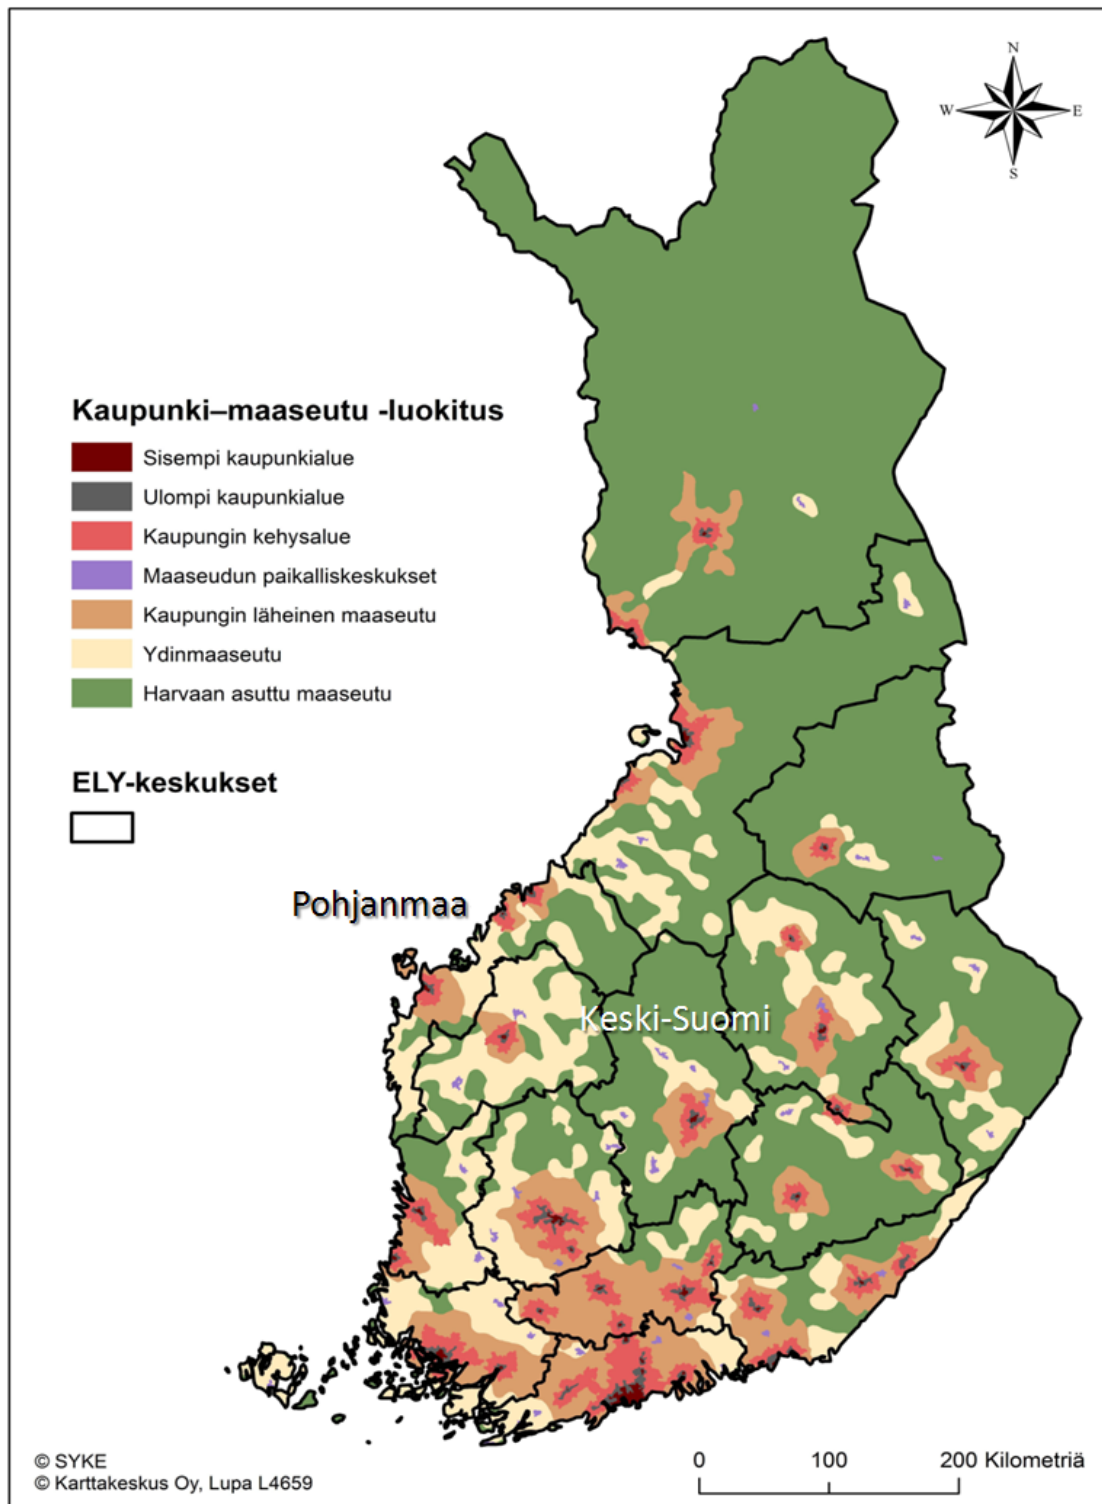 N
W E
S
Kaupunki–maaseutu -luokitus
Sisempi kaupunkialue
Ulompi kaupunkialue
Kaupungin kehysalue
Maaseudun paikalliskeskukset
Kaupungin läheinen maaseutu
Ydinmaaseutu
Harvaan asuttu maaseutu
ELY-keskukset
Pohjanmaa
Keski-Suomi
© SYKE
© Karttakeskus Oy, Lupa L4659
0 100 200 Kilometriä